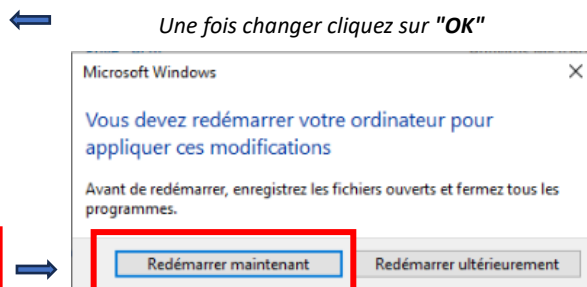 Une fois changer cliquez sur "OK"
Microsoft Windows
Vous devez redémarrer votre ordinateur pour
appliquer ces modifications
Avant de redémarrer, enregistrez les fichiers ouverts et fermez tous les
programmes.
Redémarrer maintenant
Redémarrer ultérieurement